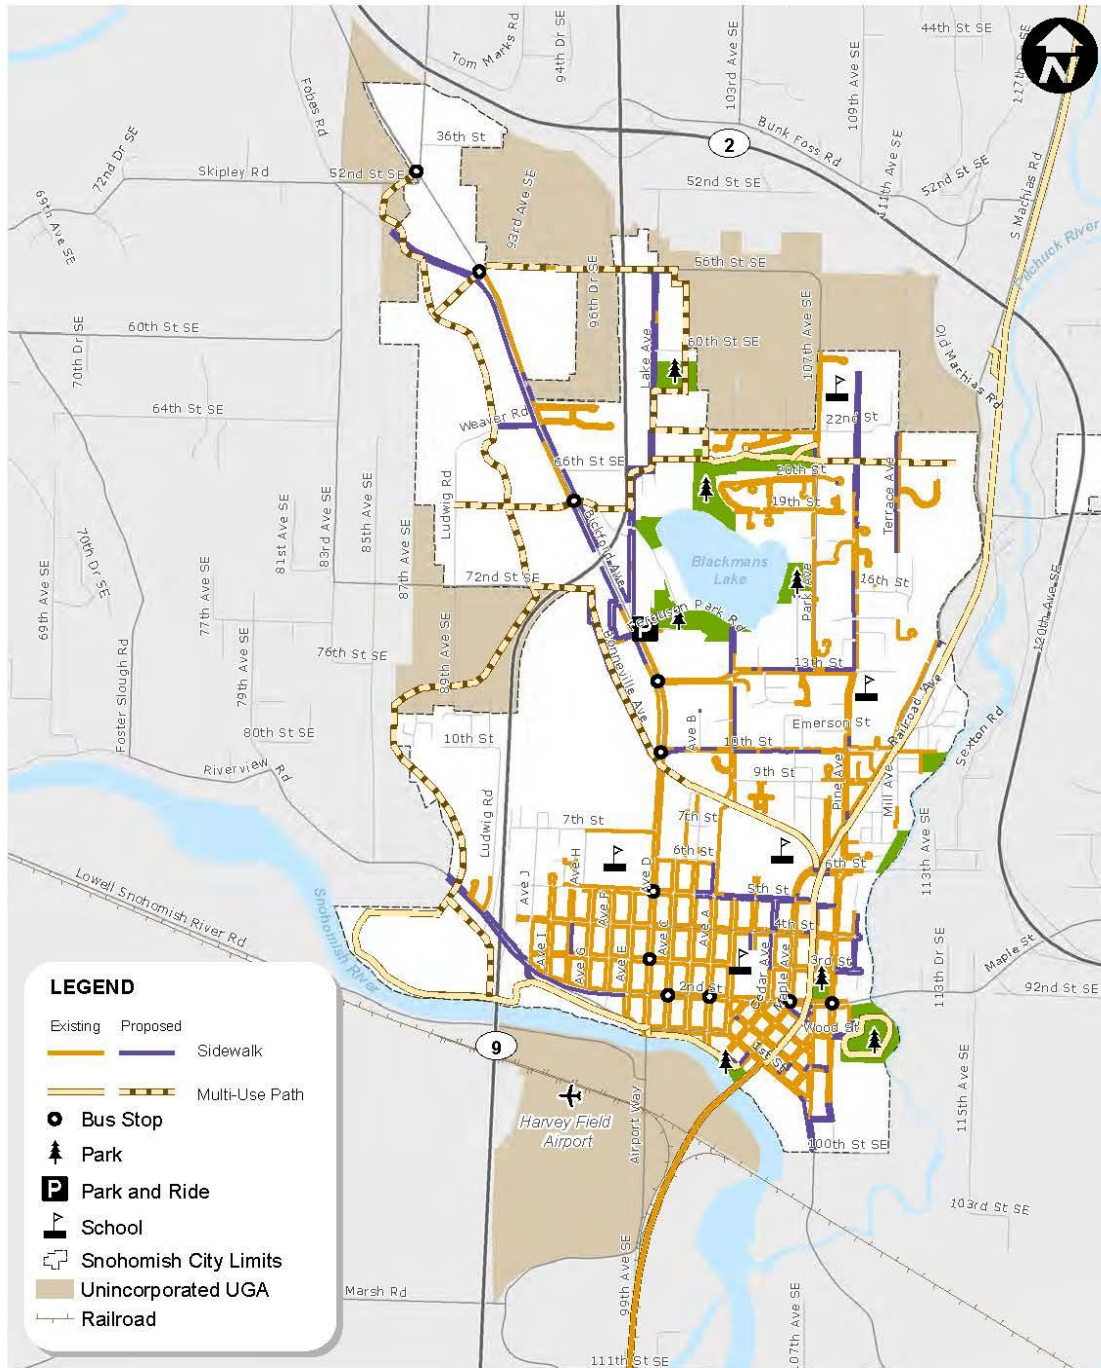 N
44th Ave SE
Tom Marks Rd
94th Dr SE
103rd Ave SE
109th Ave SE
117th Dr SE
Fobes Rd
36th St
2
Bunk Foss Rd
72nd Dr SE
Skipley Rd
52nd St SE
93rd Ave SE
52nd St SE
111th Ave SE
52nd St SE
S Machias Rd
69th Ave SE
Pilchuck River
56th St SE
96th Dr SE
60th St SE
70th Dr SE
Lake Ave
60th St SE
107th Ave SE
Old Machias Rd
64th St SE
Weaver Rd
22nd St
66th St SE
20th St
19th St
Terrace Ave
Ludwig Rd
81st Ave SE
83rd Ave SE
85th Ave SE
87th Ave SE
Bickford Ave
Blackmans
Lake
70th Dr SE
72nd St SE
16th St
Park Ave
69th Ave SE
77th Ave SE
Ferguson Park Rd
P
120th Ave SE
Foster Slough Rd
79th Ave SE
76th St SE
89th Ave SE
Bonneville Ave
13th St
Railroad Ave
80th St SE
10th St
Ave B
Emerson St
10th St
Sexton Rd
Riverview Rd
9th St
Pine Ave
Mill Ave
Ludwig Rd
7th St
7th St
6th St
6th St
113th Ave SE
Lowell Snohomish River Rd
Ave J
Ave H
Ave F
Ave D
5th St
4th St
Snohomish River
Ave I
Ave G
Ave E
Ave C
Ave A
Cedar Ave
Maple Ave
3rd St
113th Dr SE
Maple St
2nd St
92nd St SE
Wood St
1st St
9
Harvey Field
Airport
Airport Way
115th Ave SE
100th St SE
103rd St SE
99th Ave SE
Marsh Rd
107th Ave SE
111th St SE
LEGEND
Existing Proposed
Sidewalk
Multi-Use Path
Bus Stop
Park
P Park and Ride
School
Snohomish City Limits
Unincorporated UGA
Railroad